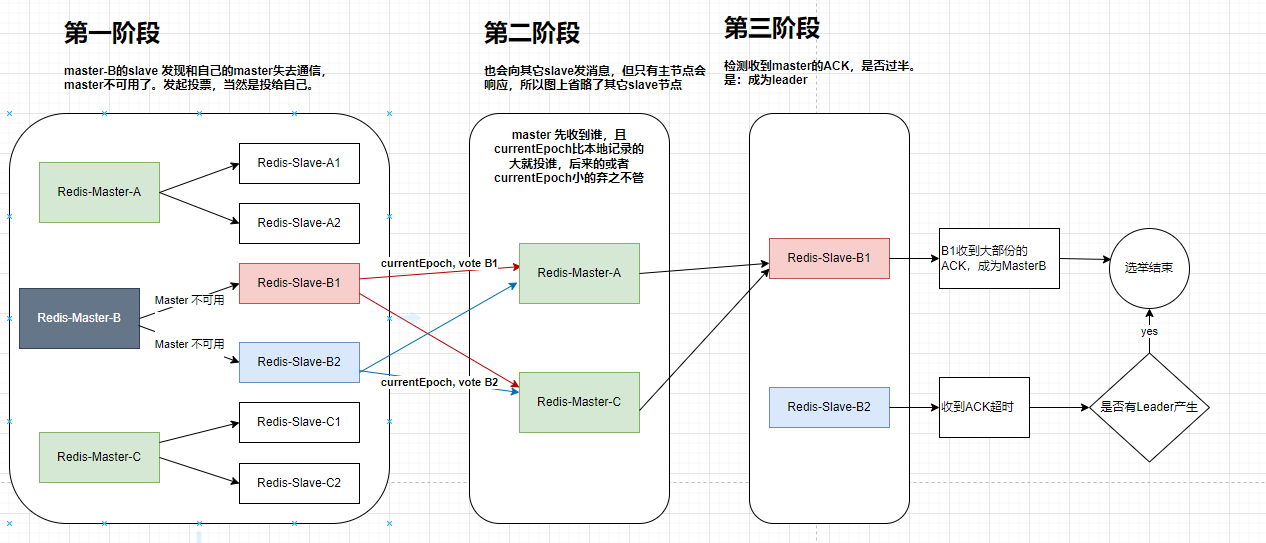 第一阶段
master-B的slave 发现和自己的master失去通信，
master不可用了。发起投票，当然是投给自己。
Redis-Master-A
Redis-Slave-A1
Redis-Slave-A2
Redis-Master-B
Master 不可用
Master 不可用
Redis-Slave-B1
Redis-Slave-B2
Redis-Master-C
Redis-Slave-C1
Redis-Slave-C2
currentEpoch, vote B1
currentEpoch, vote B2
第二阶段
也会向其它slave发消息，但只有主节点会
响应，所以图上省略了其它slave节点
master 先收到谁，且
currentEpoch比本地记录的
大就投谁，后来的或者
currentEpoch小的弃之不管
Redis-Master-A
Redis-Master-C
第三阶段
检测收到master的ACK，是否过半。
是：成为leader
Redis-Slave-B1
B1收到大部份的
ACK，成为MasterB
选举结束
yes
Redis-Slave-B2
收到ACK超时
是否有Leader产生